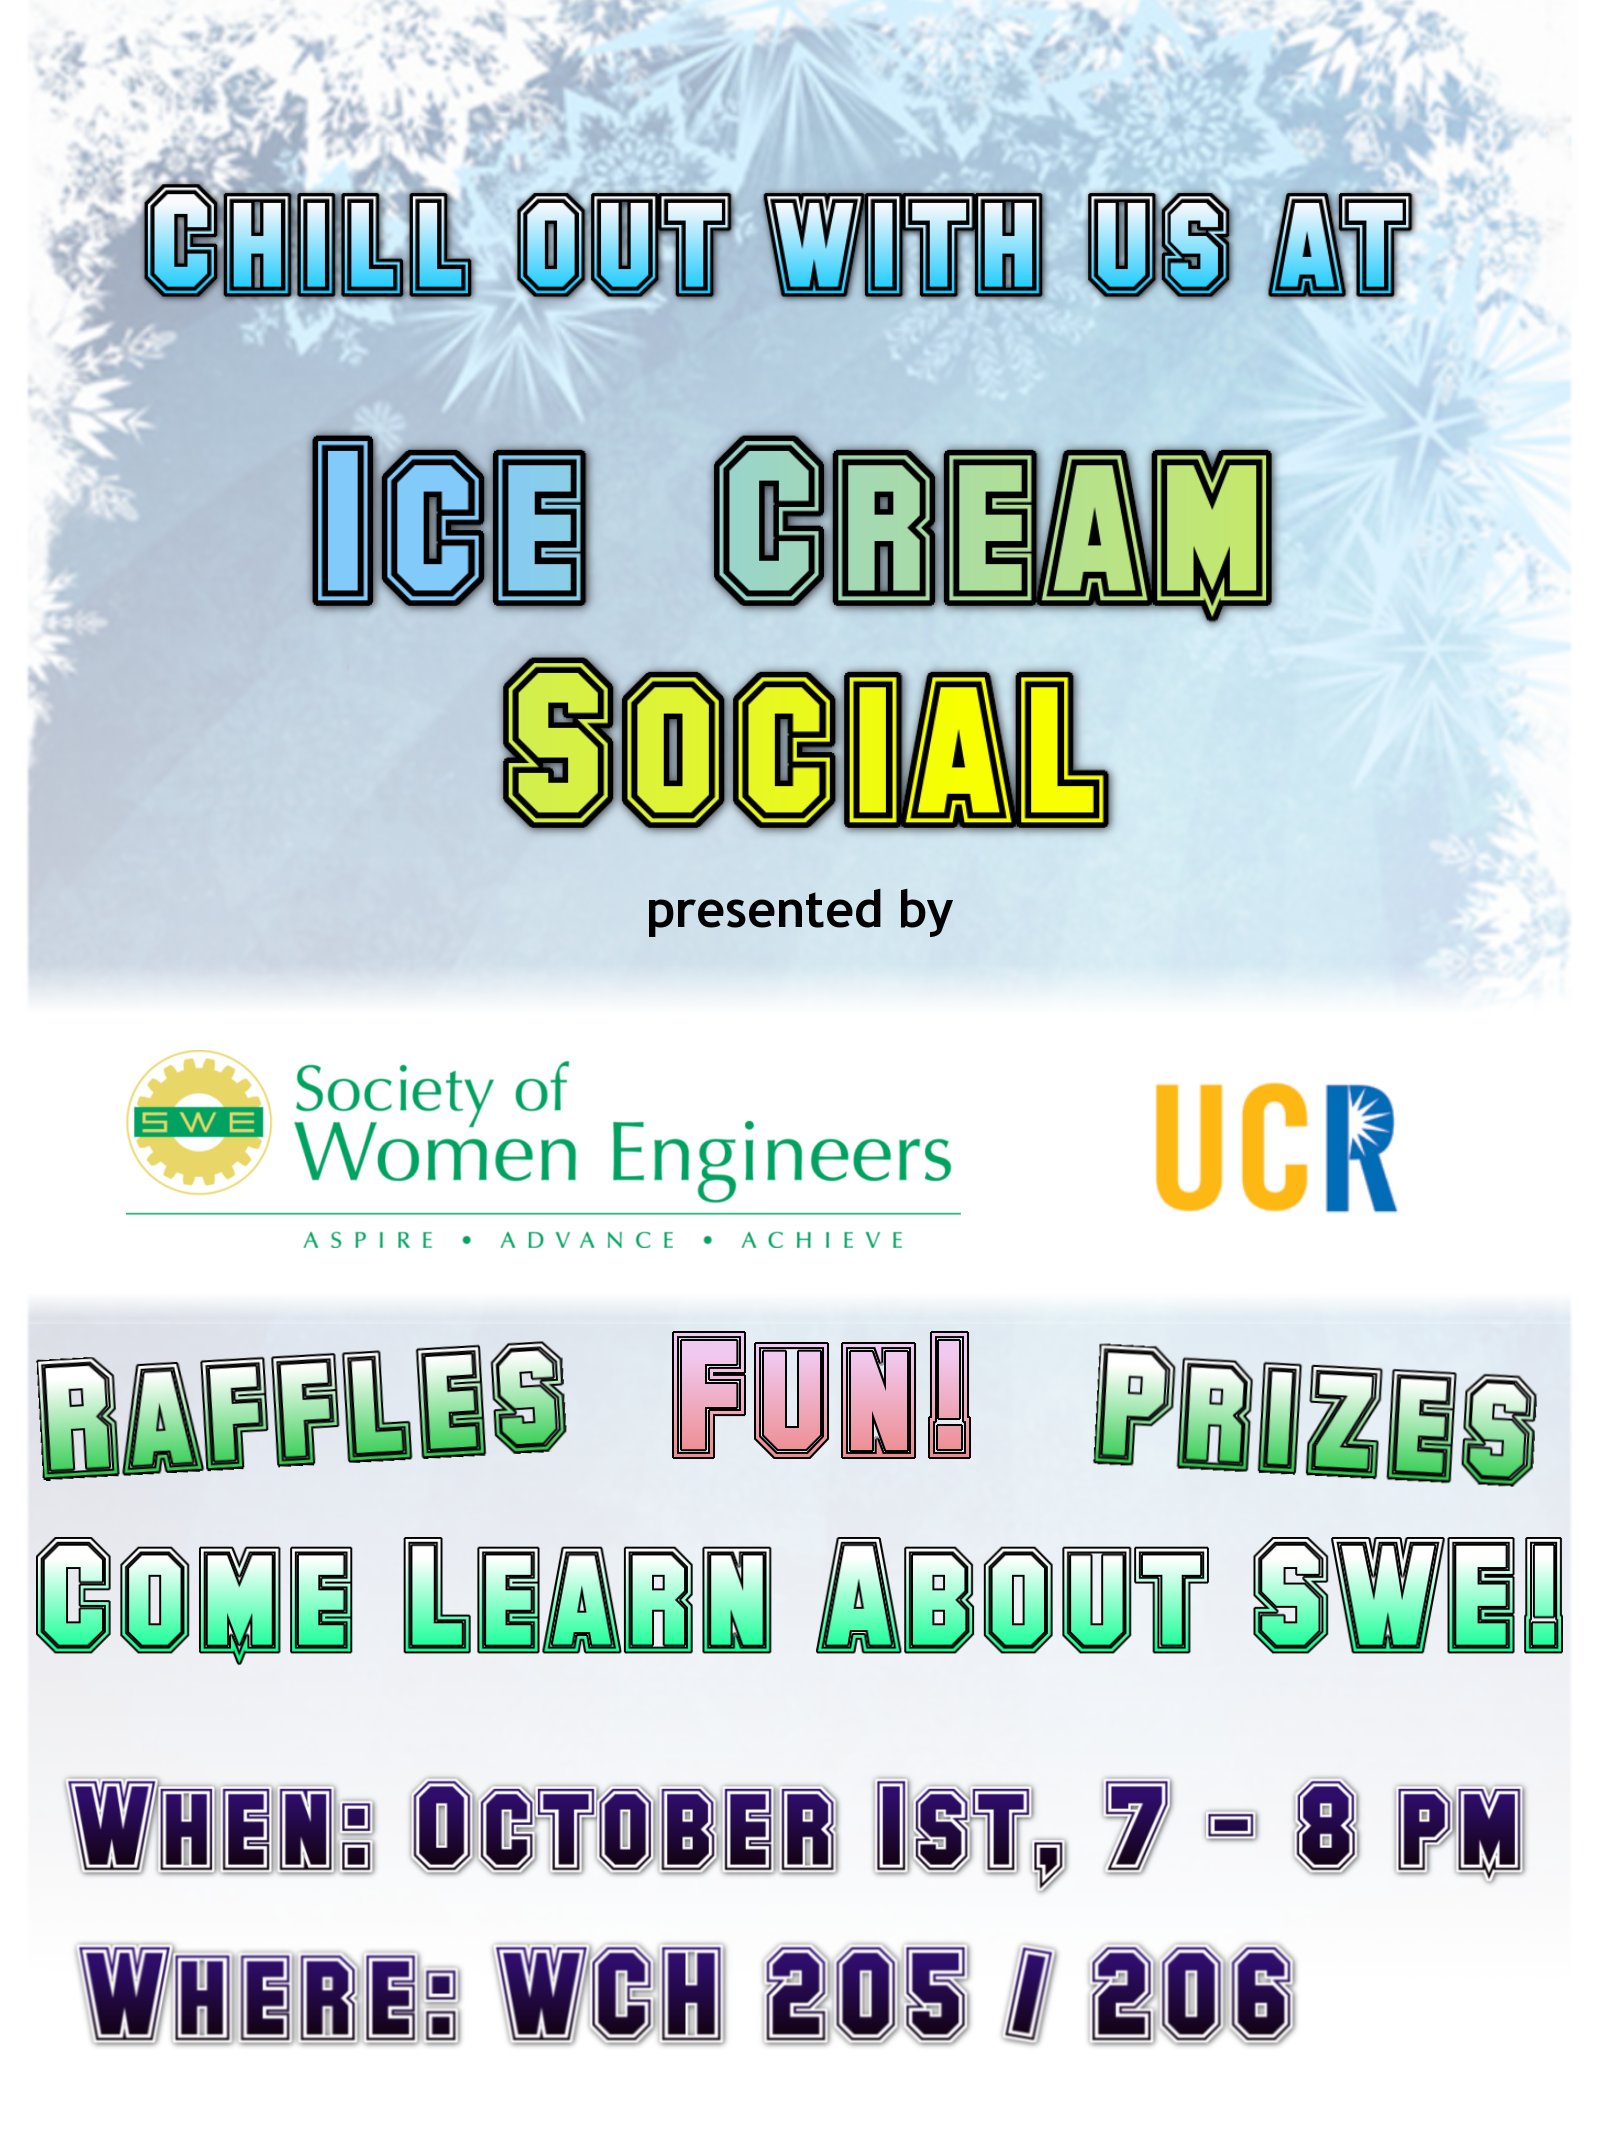 Chill out with us at
Ice Cream
Social
presented by
SWE
Society of
Women Engineers
ASPIRE • ADVANCE • ACHIEVE
UCR
Raffles Fun! Prizes
Come Learn About SWE!
When: October 1st, 7 - 8 pm
Where: WCH 205 / 206